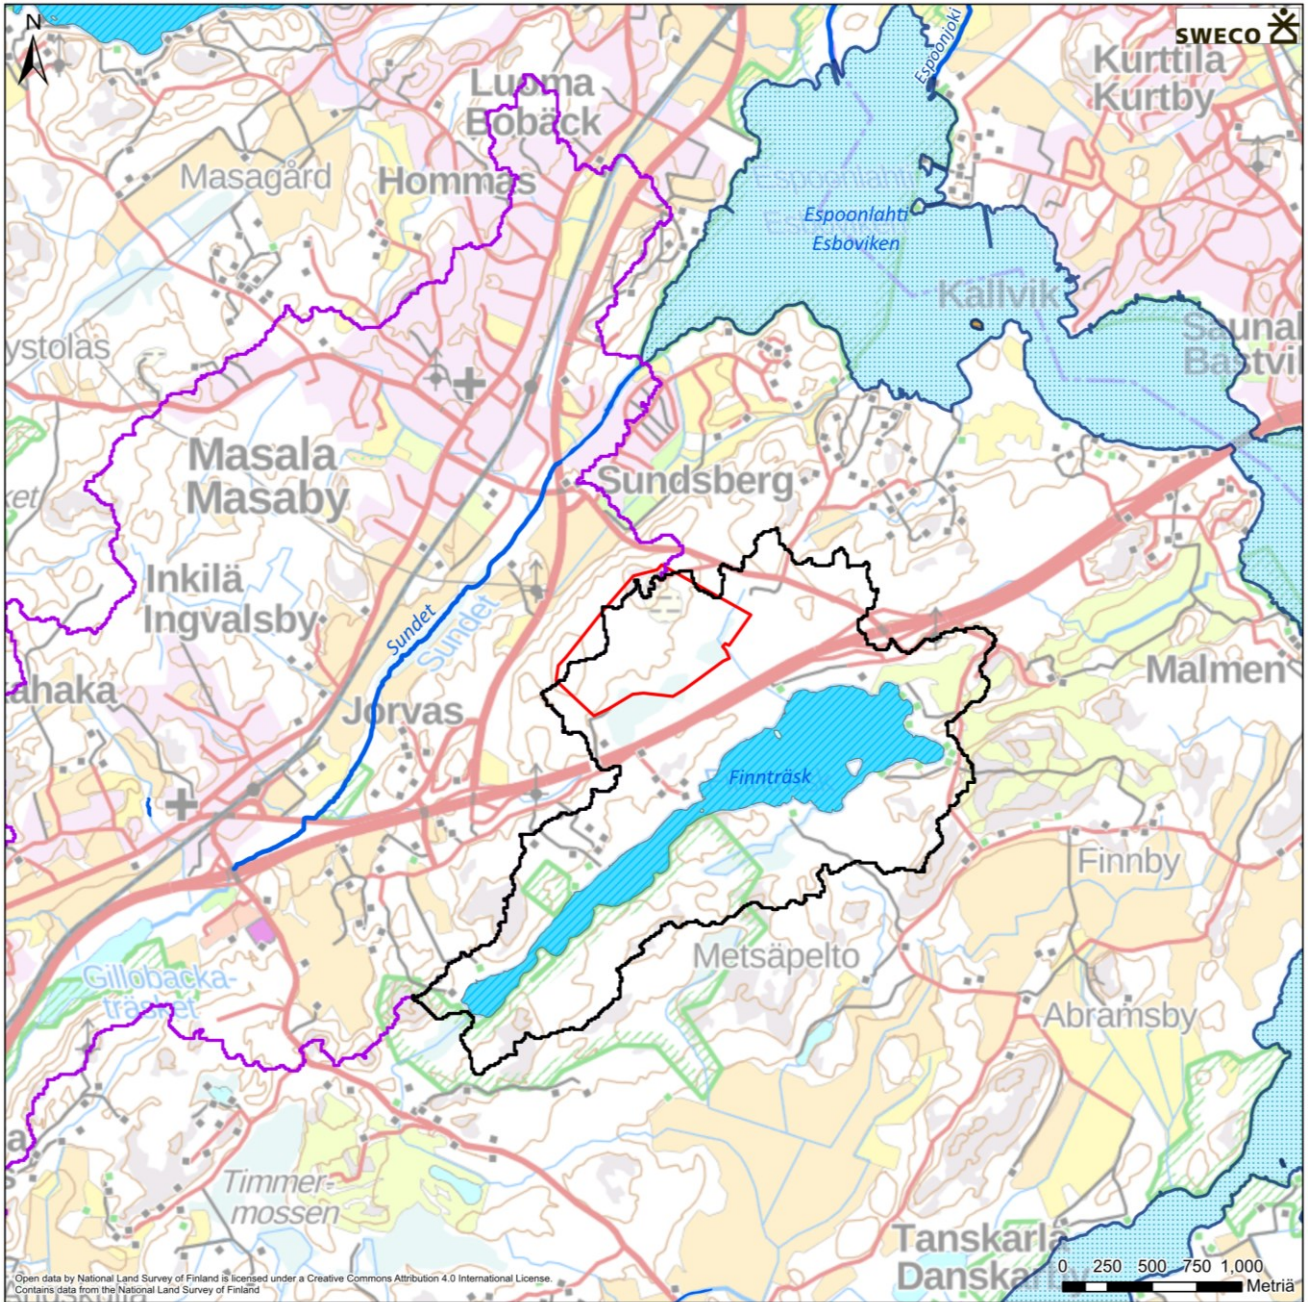 N
SWECO
Espoonjoki
Kurttila
Kurtby
Luoma
Bobäck
Masagård
Hommas
Espoonlahti
Espoonlahti
Esboviken
Kallvik
ystolas
Masala
Masaby
Sundsberg
Inkilä
Ingvalsby
Sundet
Sundet
ahaka
Jorvas
Malmen
Finnträsk
Finnby
Metsäpelto
Gillobacka-
träsket
Abramsby
Timmer-
mossen
Tanskarla
0 250 500 750 1,000
Metriä
Open data by National Land Survey of Finland is licensed under a Creative Commons Attribution 4.0 International License.
Contains data from the National Land Survey of Finland